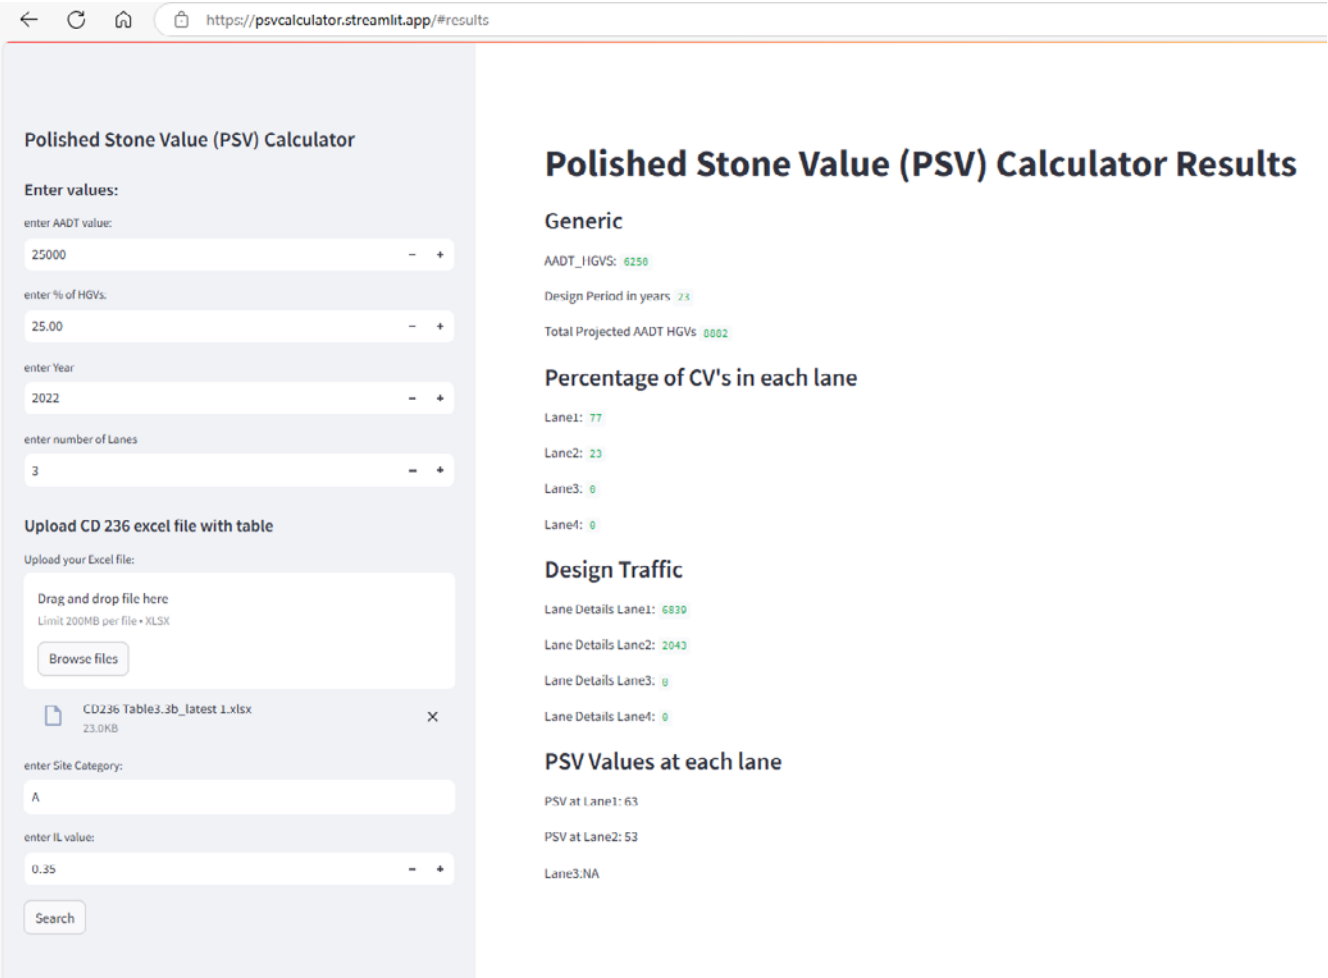 https://psvcalculator.streamlit.app/#results
Polished Stone Value (PSV) Calculator
Enter values:
enter AADT value:
25000
- +
enter % of HGVs:
25.00
- +
enter Year
2022
- +
enter number of Lanes
3
- +
Upload CD 236 excel file with table
Upload your Excel file:
Drag and drop file here
Limit 200MB per file • XLSX
Browse files
CD236 Table3.3b_latest 1.xlsx
23.0KB
enter Site Category:
A
enter IL value:
0.35
- +
Search
Polished Stone Value (PSV) Calculator Results
Generic
AADT_HGVS: 6250
Design Period in years 23
Total Projected AADT HGVs 8882
Percentage of CV's in each lane
Lane1: 77
Lane2: 23
Lane3: 0
Lane4: 0
Design Traffic
Lane Details Lane1: 6839
Lane Details Lane2: 2043
Lane Details Lane3: 0
Lane Details Lane4: 0
PSV Values at each lane
PSV at Lane1: 63
PSV at Lane2: 53
Lane3:NA